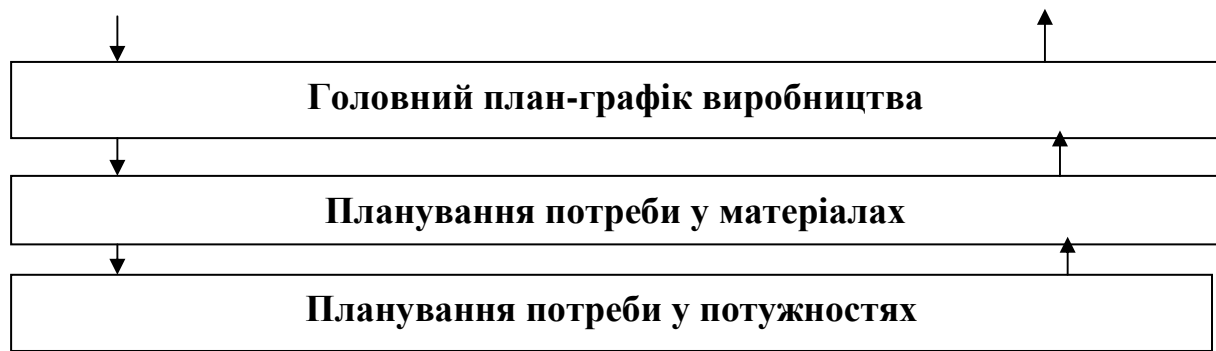 Головний план-графік виробництва
Планування потреби у матеріалах
Планування потреби у потужностях